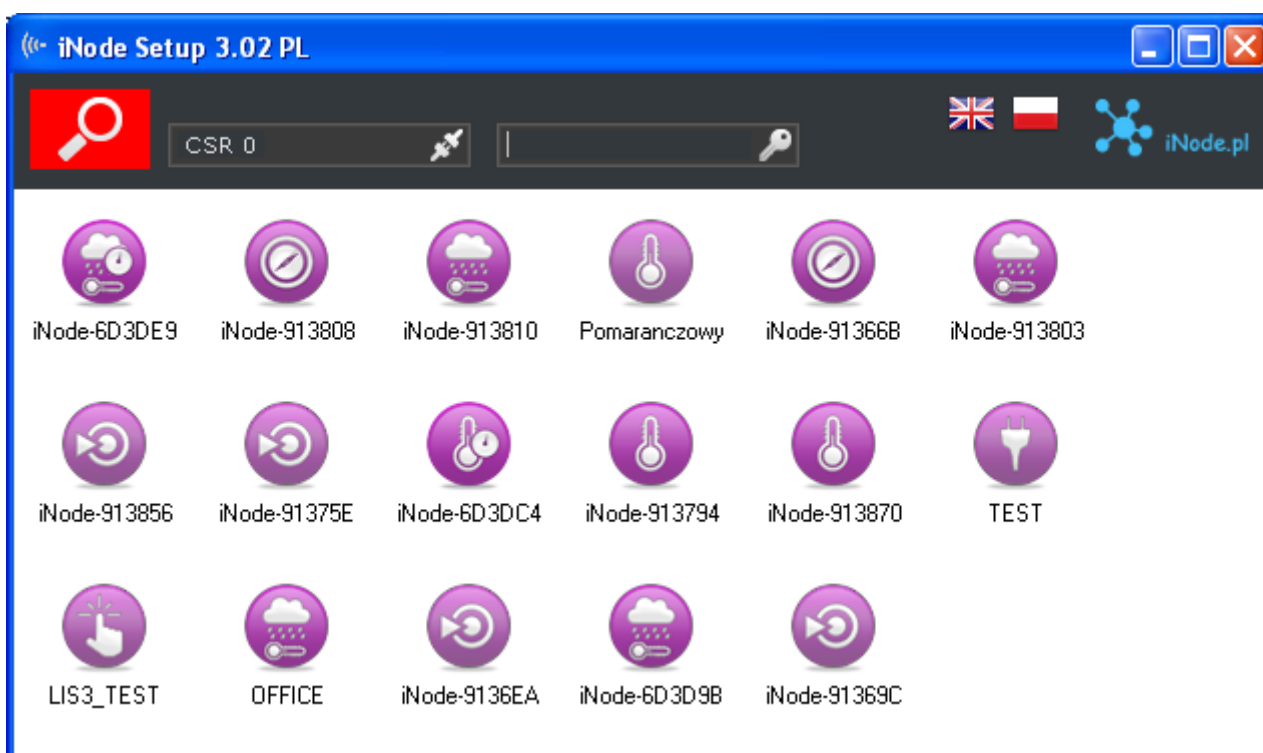 iNode Setup 3.02 PL
CSR 0
iNode.pl
iNode-6D3DE9 iNode-913808 iNode-913810 Pomaranczowy iNode-91366B iNode-913803
iNode-913856 iNode-91375E iNode-6D3DC4 iNode-913794 iNode-913870 TEST
LIS3_TEST OFFICE iNode-9136EA iNode-6D3D9B iNode-91369C